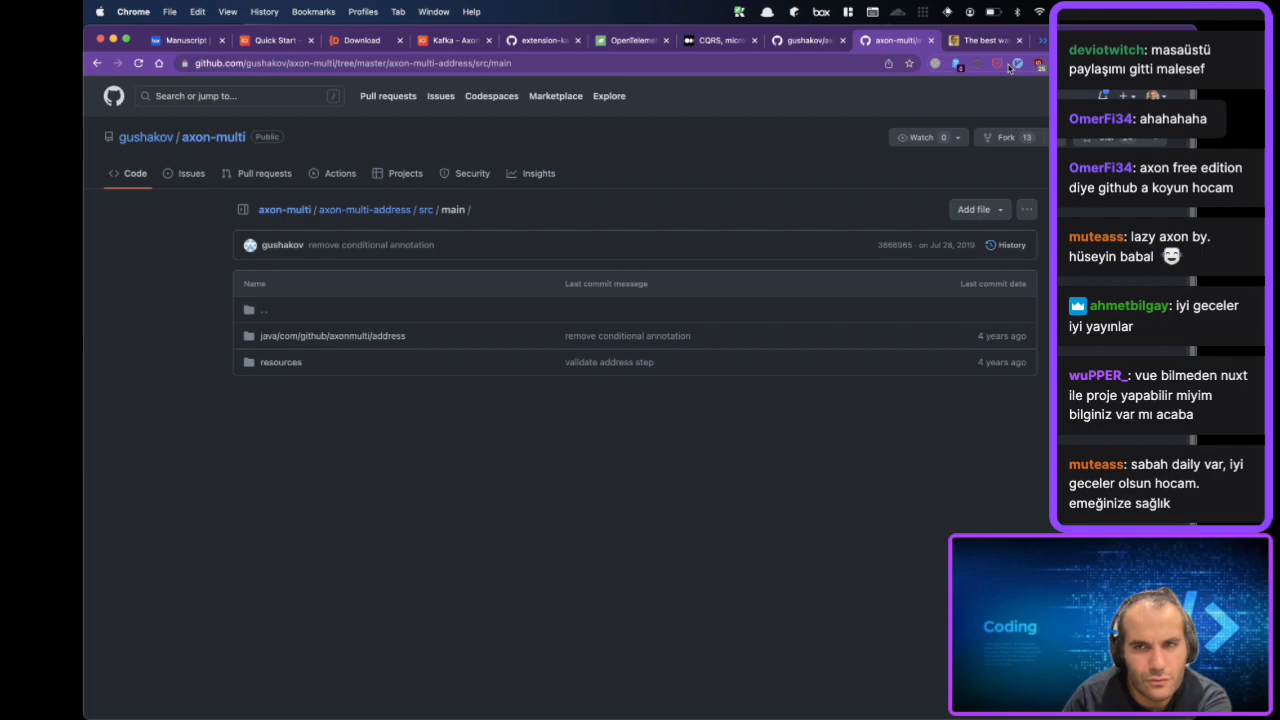 Chrome File Edit View History Bookmarks Profiles Tab Window Help
box
Manuscript
Quick Start –
Download
Kafka – Axon
extension-ka
OpenTeleme
CQRS, micro
gushakov/ax
axon-multi/a
The best wa
github.com/gushakov/axon-multi/tree/master/axon-multi-address/src/main
Search or jump to... /
Pull requests Issues Codespaces Marketplace Explore
gushakov / axon-multi Public
Watch 0
Fork 13
Code Issues Pull requests Actions Projects Security Insights
axon-multi / axon-multi-address / src / main /
Add file
gushakov remove conditional annotation 3666965 · on Jul 28, 2019 History
Name Last commit message Last commit date
. .
java/com/github/axonmulti/address remove conditional annotation 4 years ago
resources validate address step 4 years ago
deviotwitch: masaüstü
paylaşımı gitti malesef
OmerFi34: ahahahaha
OmerFi34: axon free edition
diye github a koyun hocam
muteass: lazy axon by.
hüseyin babal
ahmetbilgay: iyi geceler
iyi yayınlar
wuPPER_: vue bilmeden nuxt
ile proje yapabilir miyim
bilginiz var mı acaba
muteass: sabah daily var, iyi
geceler olsun hocam.
emeğinize sağlık
Coding